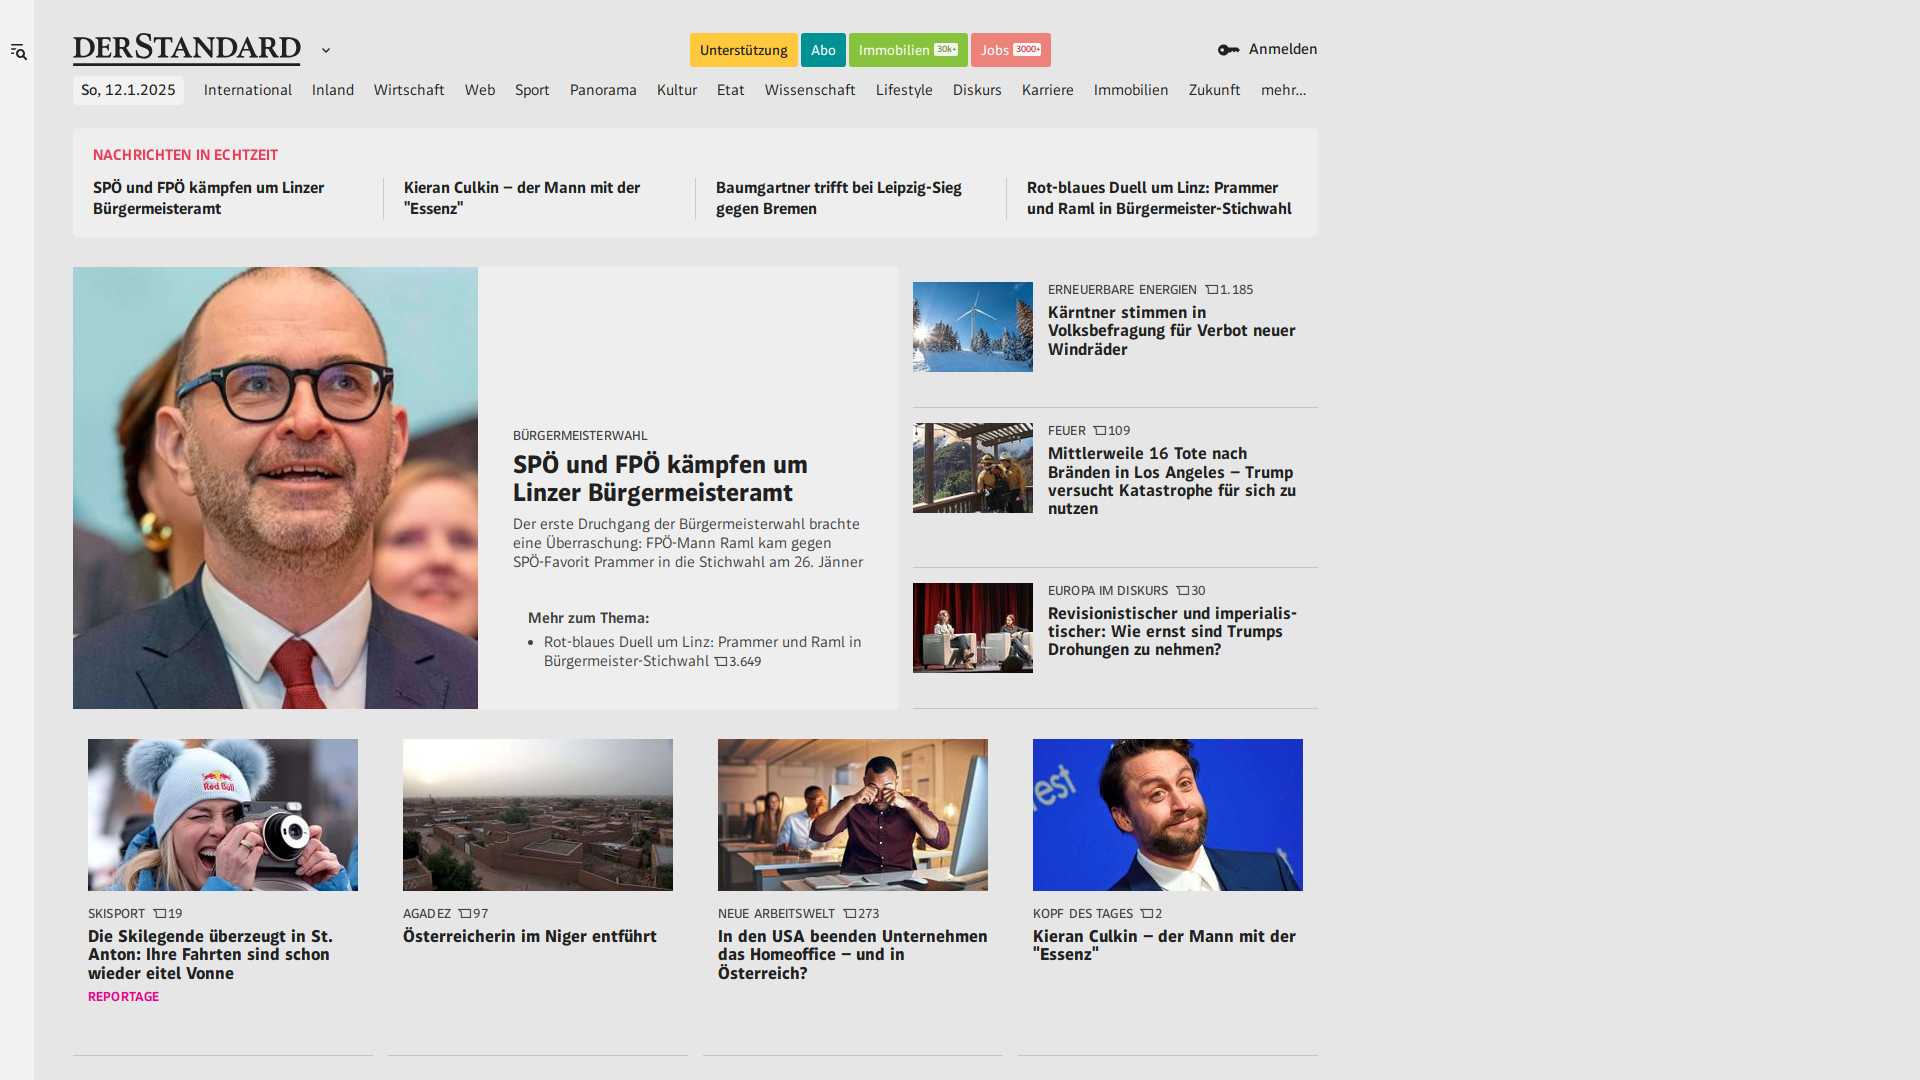 DERSTANDARD
Unterstützung
Abo
Immobilien 30k+
Jobs 3000+
Anmelden
So, 12.1.2025
International
Inland
Wirtschaft
Web
Sport
Panorama
Kultur
Etat
Wissenschaft
Lifestyle
Diskurs
Karriere
Immobilien
Zukunft
mehr...
NACHRICHTEN IN ECHTZEIT
SPÖ und FPÖ kämpfen um Linzer
Bürgermeisteramt
Kieran Culkin – der Mann mit der
"Essenz"
Baumgartner trifft bei Leipzig-Sieg
gegen Bremen
Rot-blaues Duell um Linz: Prammer
und Raml in Bürgermeister-Stichwahl
BÜRGERMEISTERWAHL
SPÖ und FPÖ kämpfen um
Linzer Bürgermeisteramt
Der erste Druchgang der Bürgermeisterwahl brachte
eine Überraschung: FPÖ-Mann Raml kam gegen
SPÖ-Favorit Prammer in die Stichwahl am 26. Jänner
Mehr zum Thema:
• Rot-blaues Duell um Linz: Prammer und Raml in
Bürgermeister-Stichwahl 3.649
ERNEUERBARE ENERGIEN 1.185
Kärntner stimmen in
Volksbefragung für Verbot neuer
Windräder
FEUER 109
Mittlerweile 16 Tote nach
Bränden in Los Angeles – Trump
versucht Katastrophe für sich zu
nutzen
EUROPA IM DISKURS 30
Revisionistischer und imperialis-
tischer: Wie ernst sind Trumps
Drohungen zu nehmen?
Red Bull
SKISPORT 19
Die Skilegende überzeugt in St.
Anton: Ihre Fahrten sind schon
wieder eitel Vonne
REPORTAGE
AGADEZ 97
Österreicherin im Niger entführt
NEUE ARBEITSWELT 273
In den USA beenden Unternehmen
das Homeoffice – und in
Österreich?
fest
KOPF DES TAGES 2
Kieran Culkin – der Mann mit der
"Essenz"